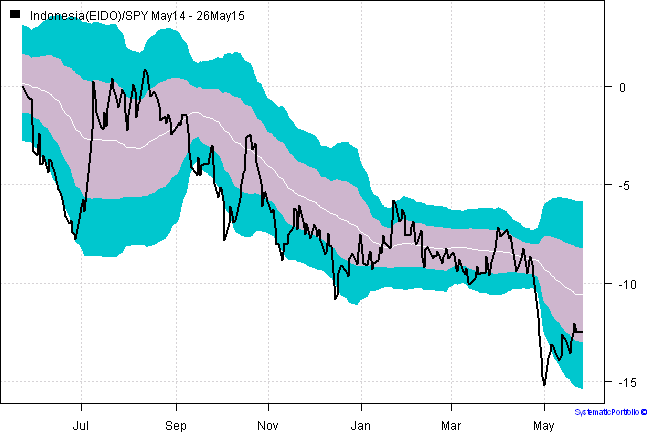 Indonesia(EIDO)/SPY May14 - 26May15
0
-5
-10
-15
Jul Sep Nov Jan Mar May
SystematicPortfolio ©